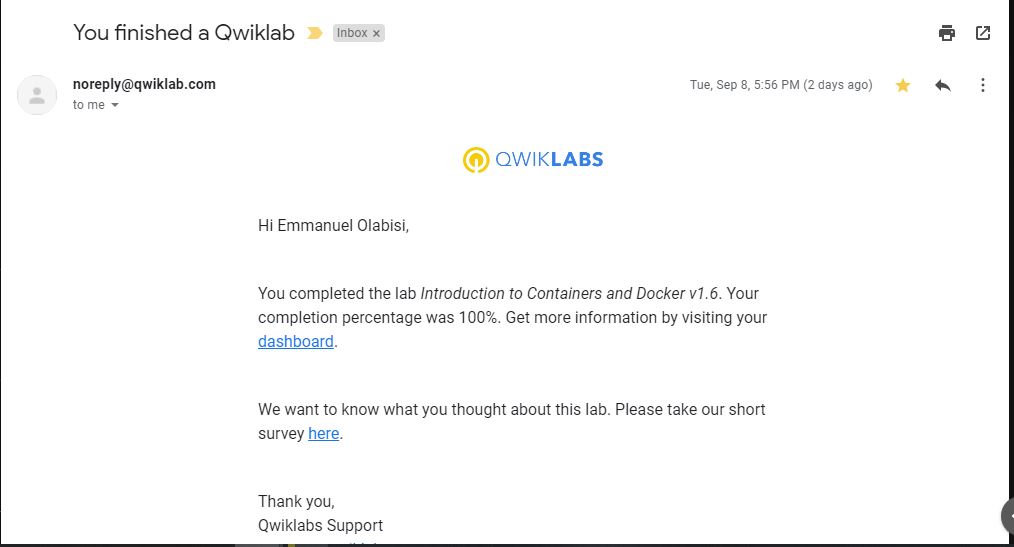 You finished a Qwiklab
Inbox ×
noreply@qwiklab.com
Tue, Sep 8, 5:56 PM (2 days ago)
to me
QWIKLABS
Hi Emmanuel Olabisi,
You completed the lab Introduction to Containers and Docker v1.6. Your
completion percentage was 100%. Get more information by visiting your
dashboard.
We want to know what you thought about this lab. Please take our short
survey here.
Thank you,
Qwiklabs Support